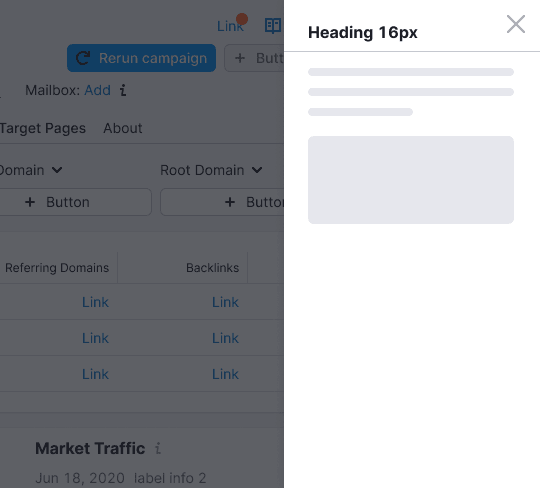 Link
Heading 16px
Rerun campaign
+ Butt
Mailbox: Add i
Target Pages About
Domain Root Domain
+ Button + Button
Referring Domains Backlinks
Link Link
Link Link
Link Link
Market Traffic i
Jun 18, 2020 label info 2